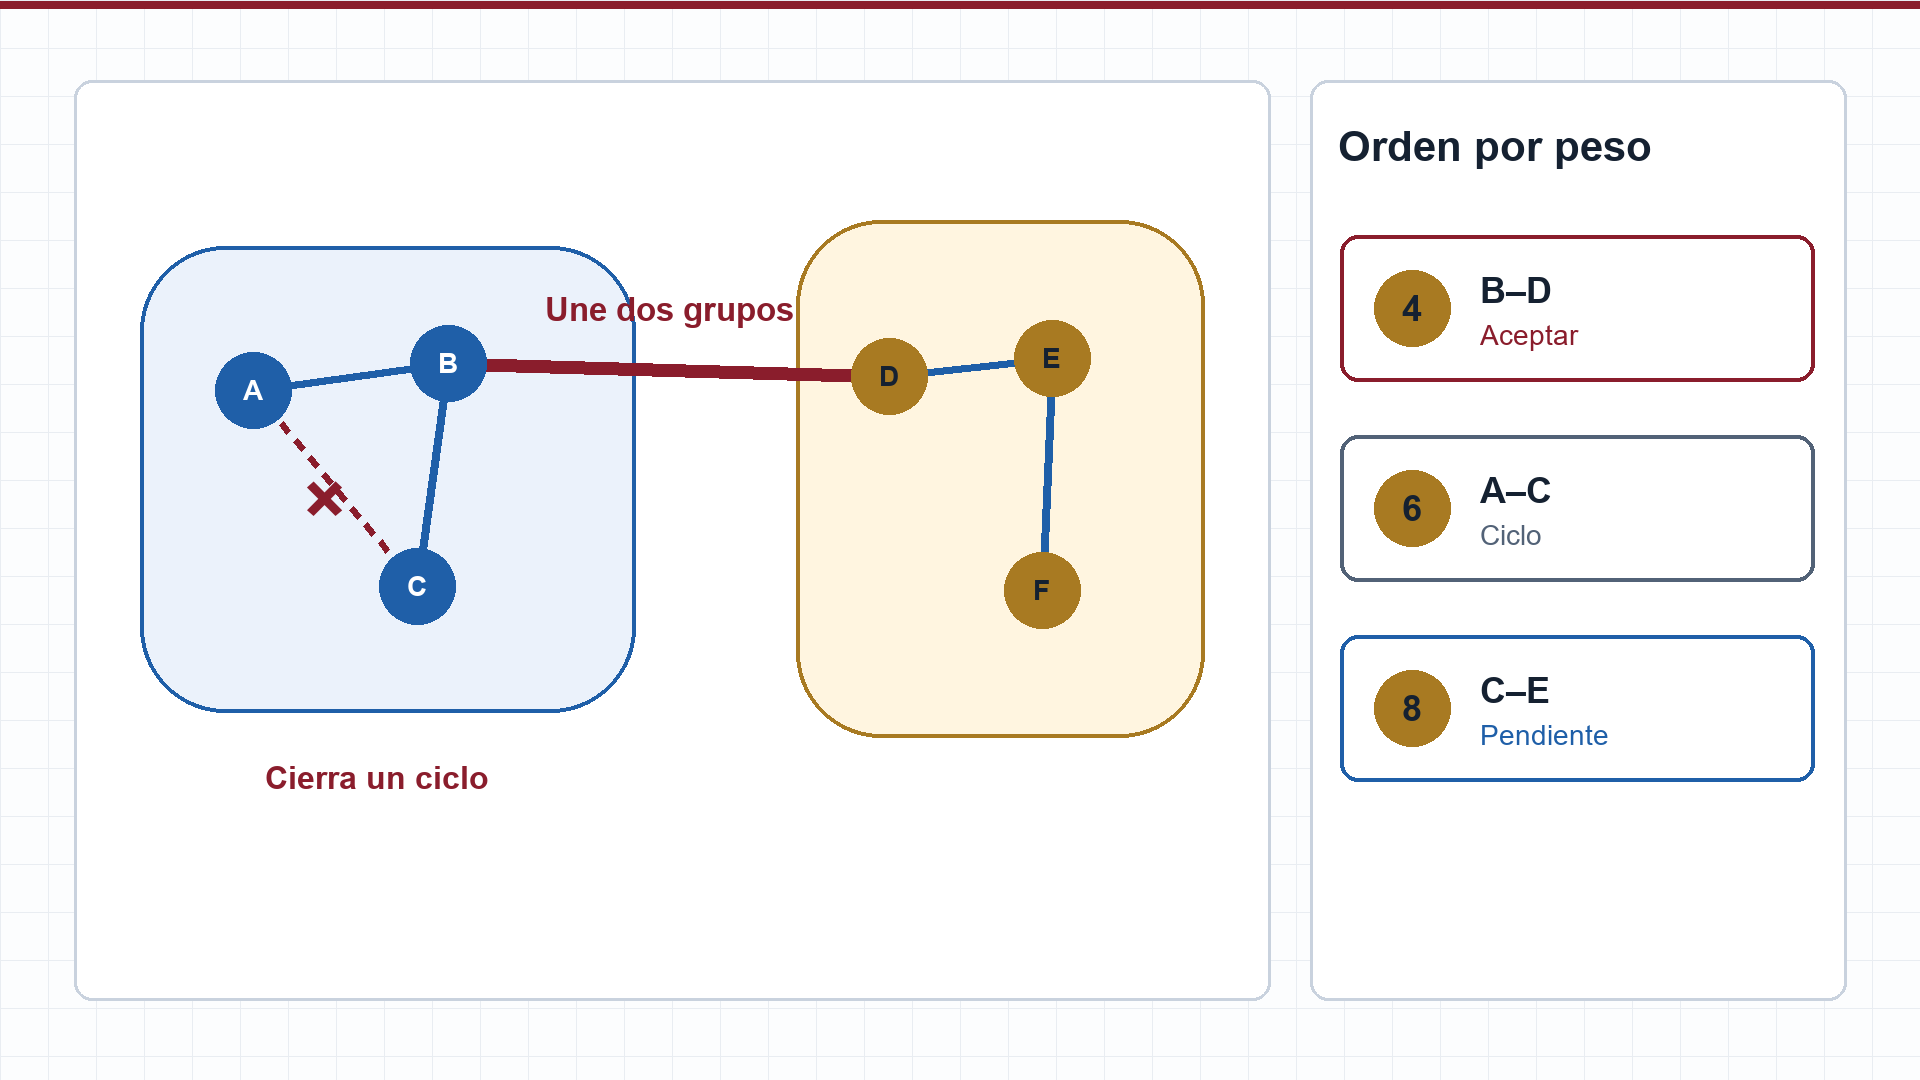 Une dos grupos
A
B
D
E
C
F
Cierra un ciclo
Orden por peso
4
B–D
Aceptar
6
A–C
Ciclo
8
C–E
Pendiente